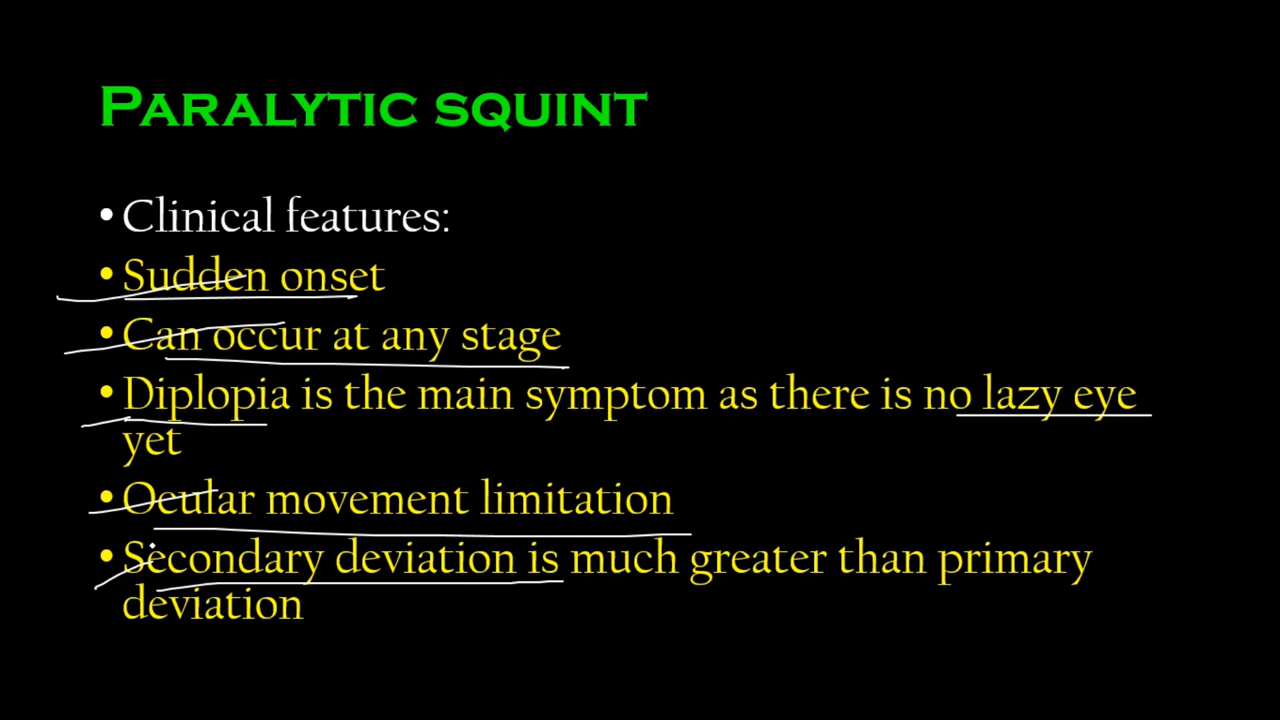 PARALYTIC SQUINT
• Clinical features:
• Sudden onset
• Can occur at any stage
• Diplopia is the main symptom as there is no lazy eye
yet
• Ocular movement limitation
• Secondary deviation is much greater than primary
deviation